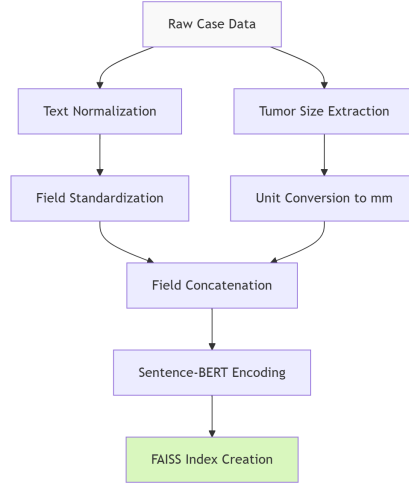 Raw Case Data
Text Normalization
Tumor Size Extraction
Field Standardization
Unit Conversion to mm
Field Concatenation
Sentence-BERT Encoding
FAISS Index Creation